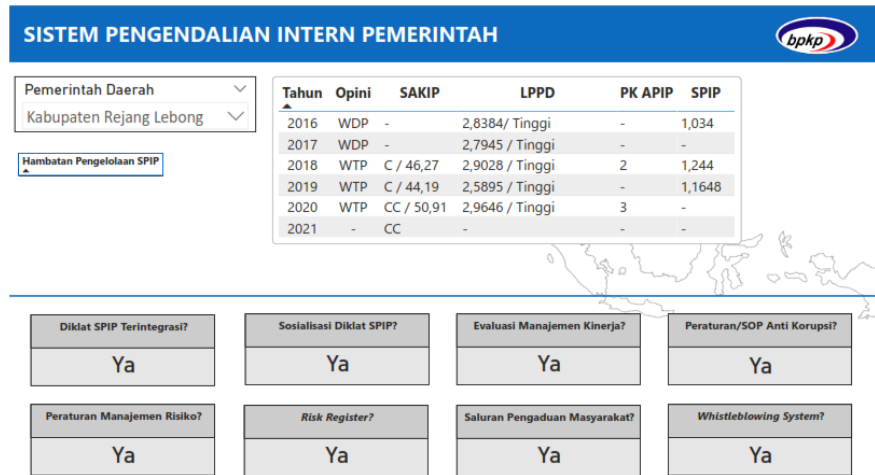 SISTEM PENGENDALIAN INTERN PEMERINTAH
bpkp
Pemerintah Daerah
Kabupaten Rejang Lebong
Hambatan Pengelolaan SPIP
Tahun Opini SAKIP LPPD PK APIP SPIP
2016 WDP - 2,8384/ Tinggi - 1,034
2017 WDP - 2,7945 / Tinggi - -
2018 WTP C / 46,27 2,9028 / Tinggi 2 1,244
2019 WTP C / 44,19 2,5895 / Tinggi - 1,1648
2020 WTP CC / 50,91 2,9646 / Tinggi 3 -
2021 - CC - - -
Diklat SPIP Terintegrasi? Sosialisasi Diklat SPIP? Evaluasi Manajemen Kinerja? Peraturan/SOP Anti Korupsi?
Ya Ya Ya Ya
Peraturan Manajemen Risiko? Risk Register? Saluran Pengaduan Masyarakat? Whistleblowing System?
Ya Ya Ya Ya